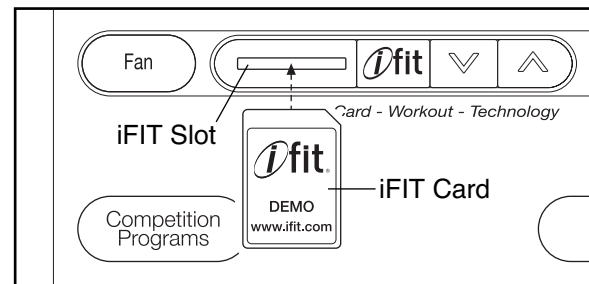 Fan
ifit
Card - Workout - Technology
iFIT Slot
ifit®
iFIT Card
DEMO
www.ifit.com
Competition
Programs